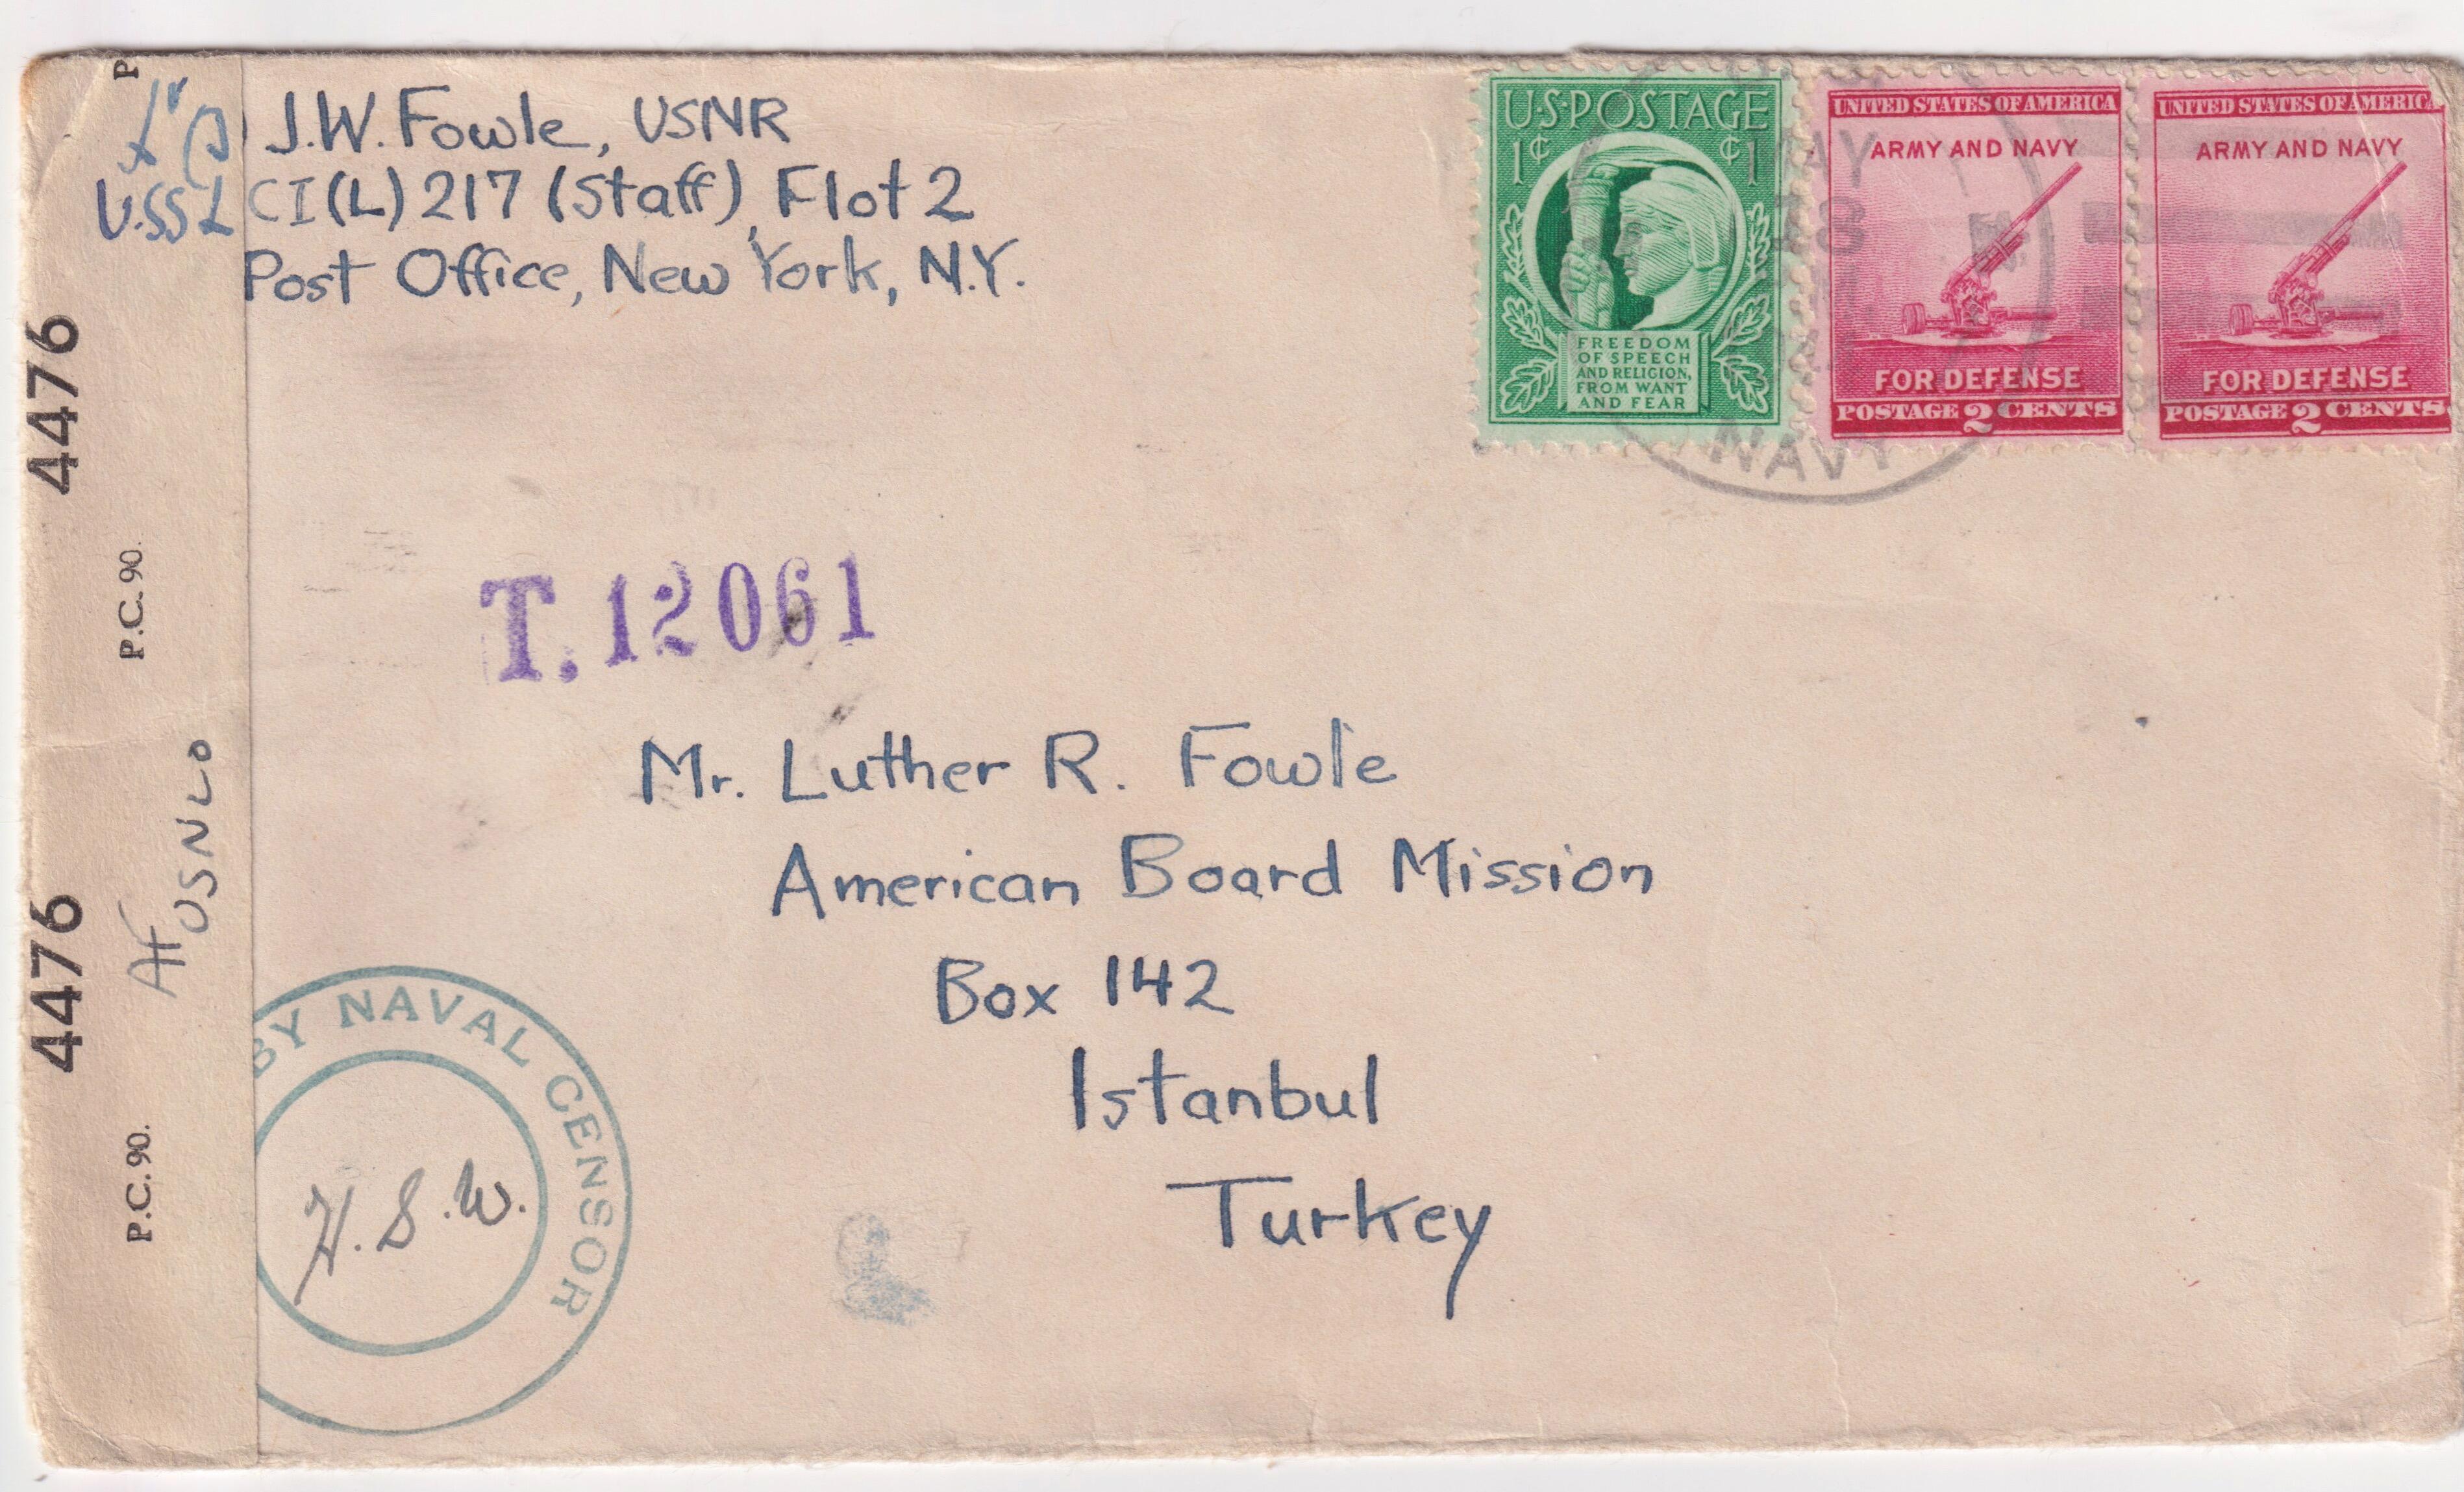 J.W. Fowle, USNR
USS L CI(L) 217 (Staff), Flot 2
Post Office, New York, N.Y.
U.S. POSTAGE
1¢ ¢1
FREEDOM
OF SPEECH
AND RELIGION,
FROM WANT
AND FEAR
UNITED STATES OF AMERICA
ARMY AND NAVY
FOR DEFENSE
POSTAGE 2 CENTS
UNITED STATES OF AMERICA
ARMY AND NAVY
FOR DEFENSE
POSTAGE 2 CENTS
NAVY
4476
P.C. 90.
T. 12061
Mr. Luther R. Fowle
American Board Mission
Box 142
Istanbul
Turkey
USNLO
4476
P.C. 90.
BY NAVAL CENSOR
H.S.W.